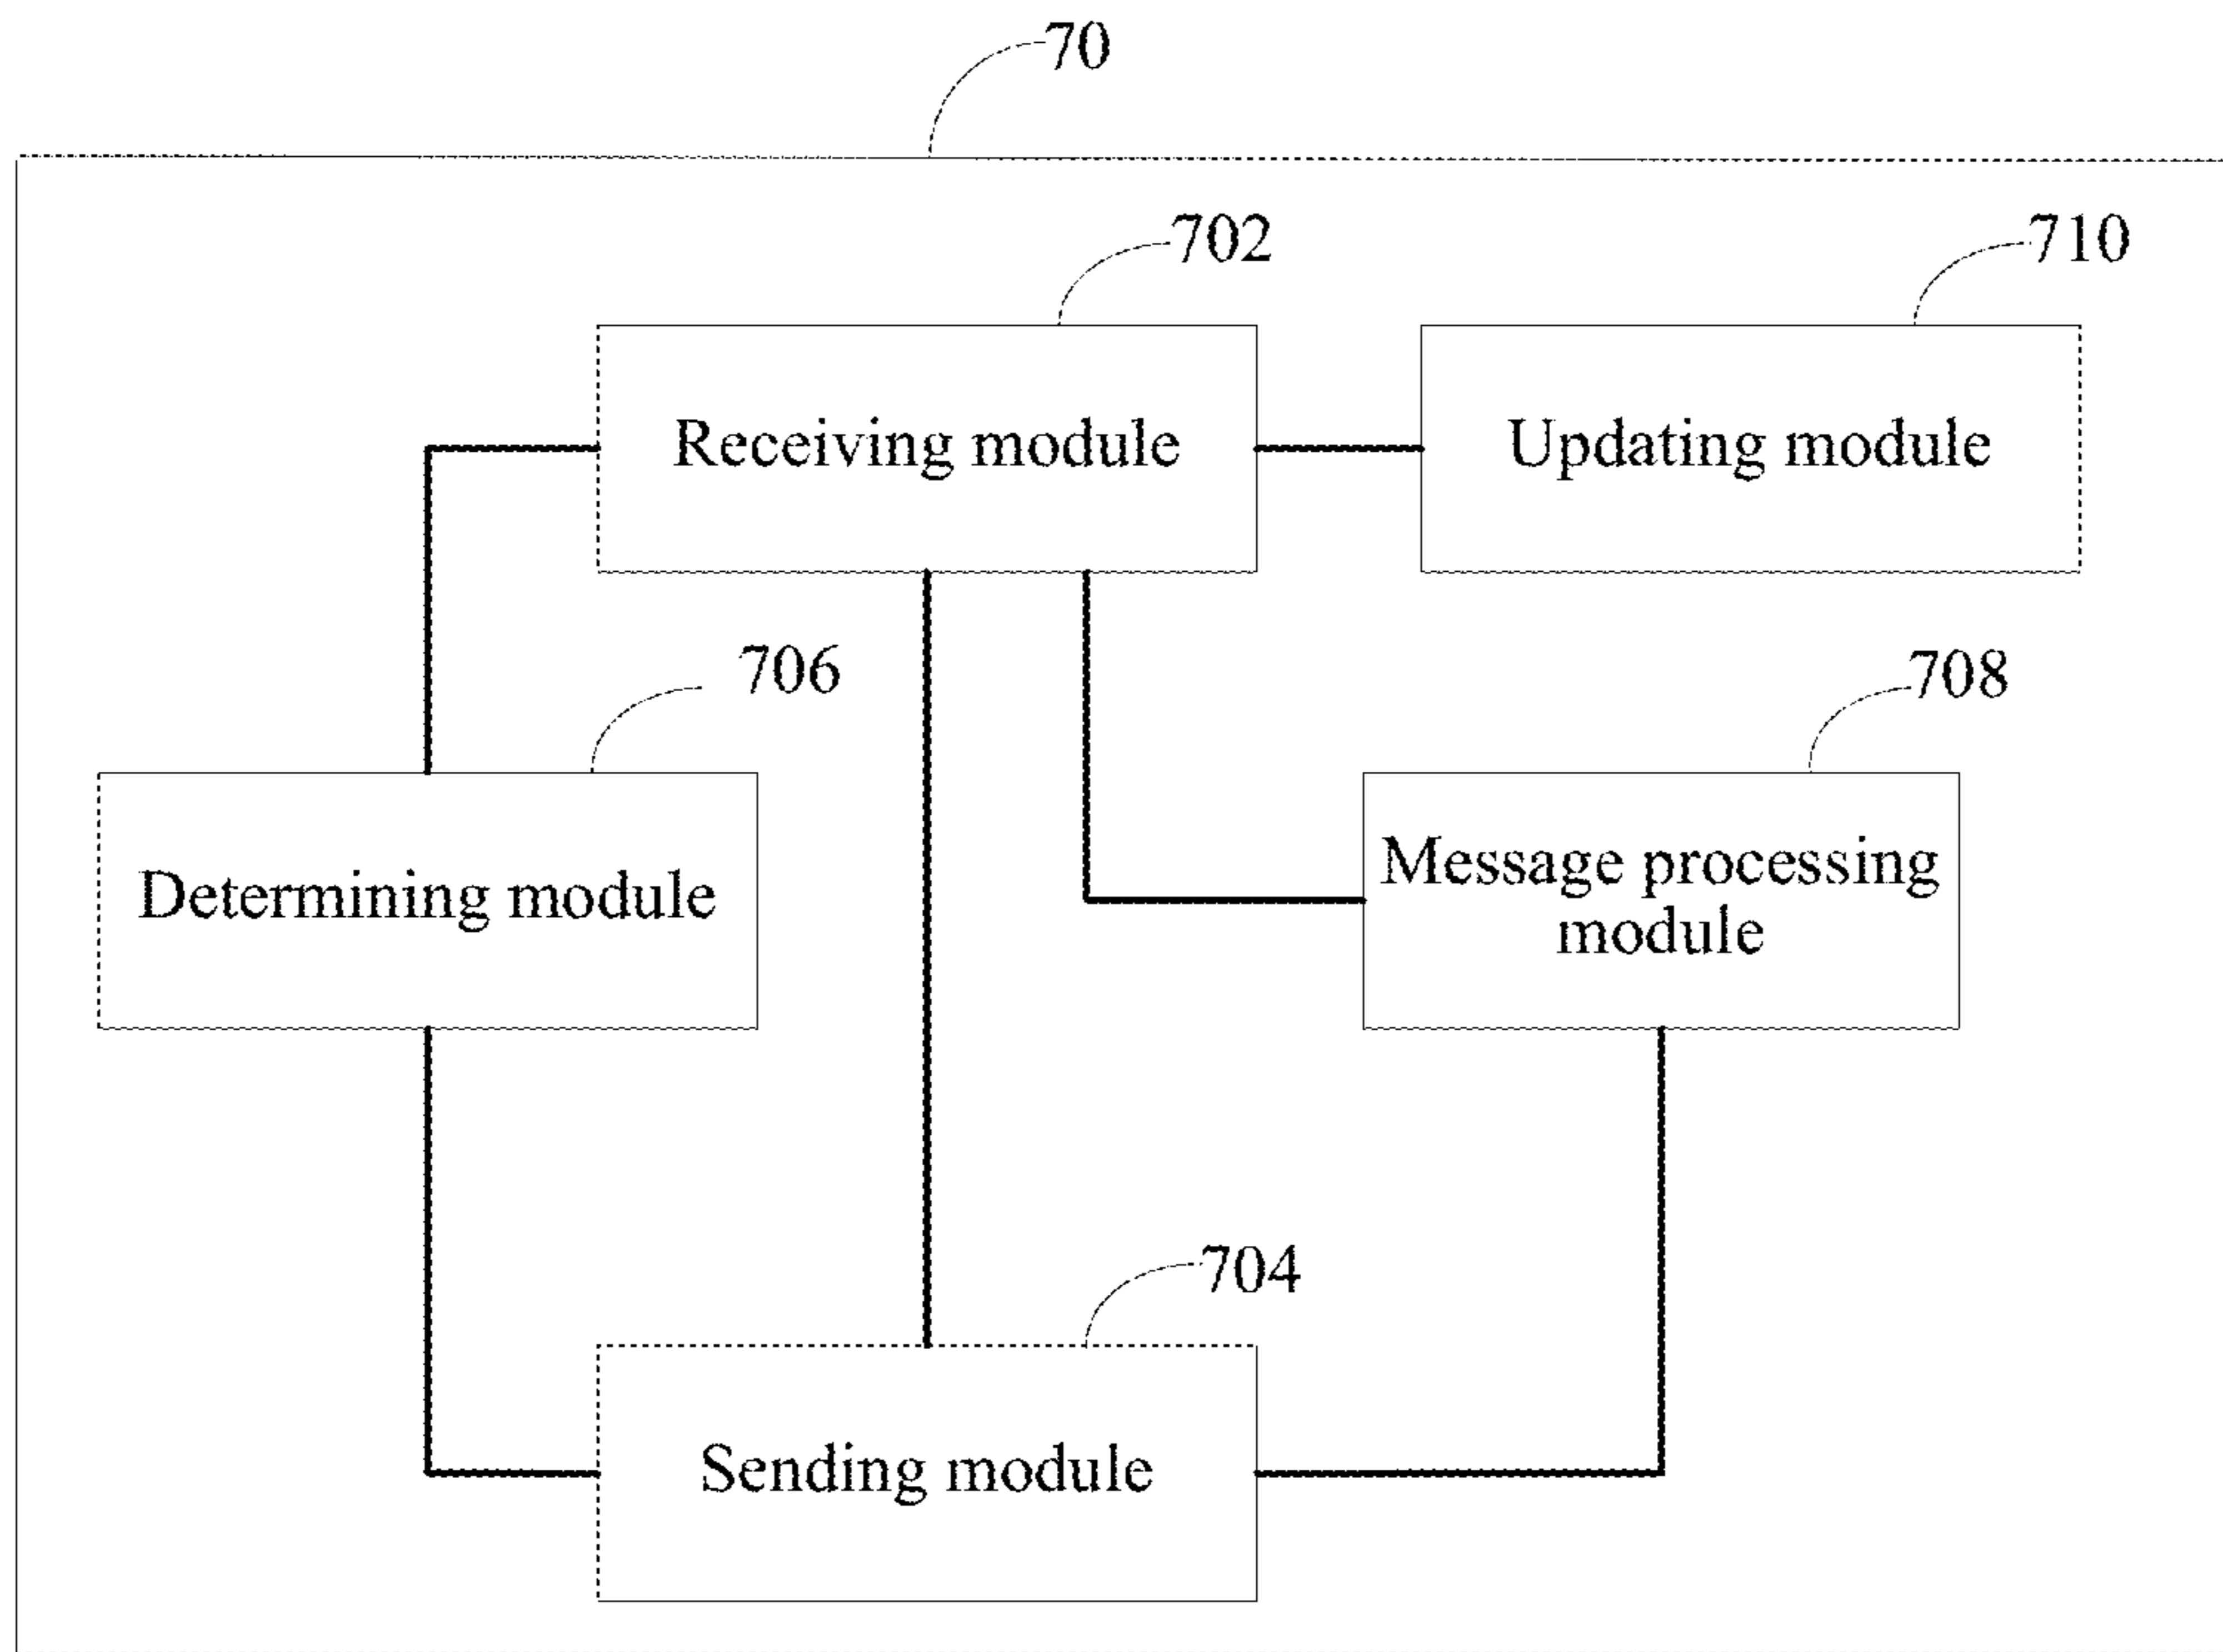 70
702
710
Receiving module
Updating module
706
708
Determining module
Message processing
module
704
Sending module